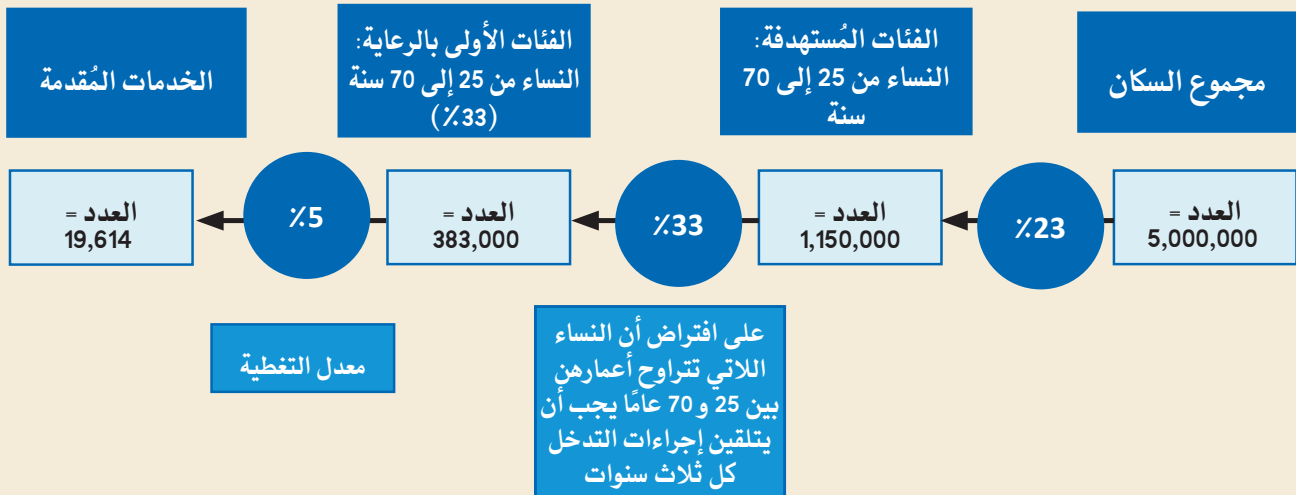 مجموع السكان
الفئات المُستهدفة:
النساء من 25 إلى 70
سنة
الفئات الأولى بالرعاية:
النساء من 25 إلى 70 سنة
(33٪)
الخدمات المُقدمة
العدد =
5,000,000
23٪
العدد =
1,150,000
33٪
العدد =
383,000
5٪
العدد =
19,614
على افتراض أن النساء
اللاتي تتراوح أعمارهن
بين 25 و 70 عامًا يجب أن
يتلقين إجراءات التدخل
كل ثلاث سنوات
معدل التغطية